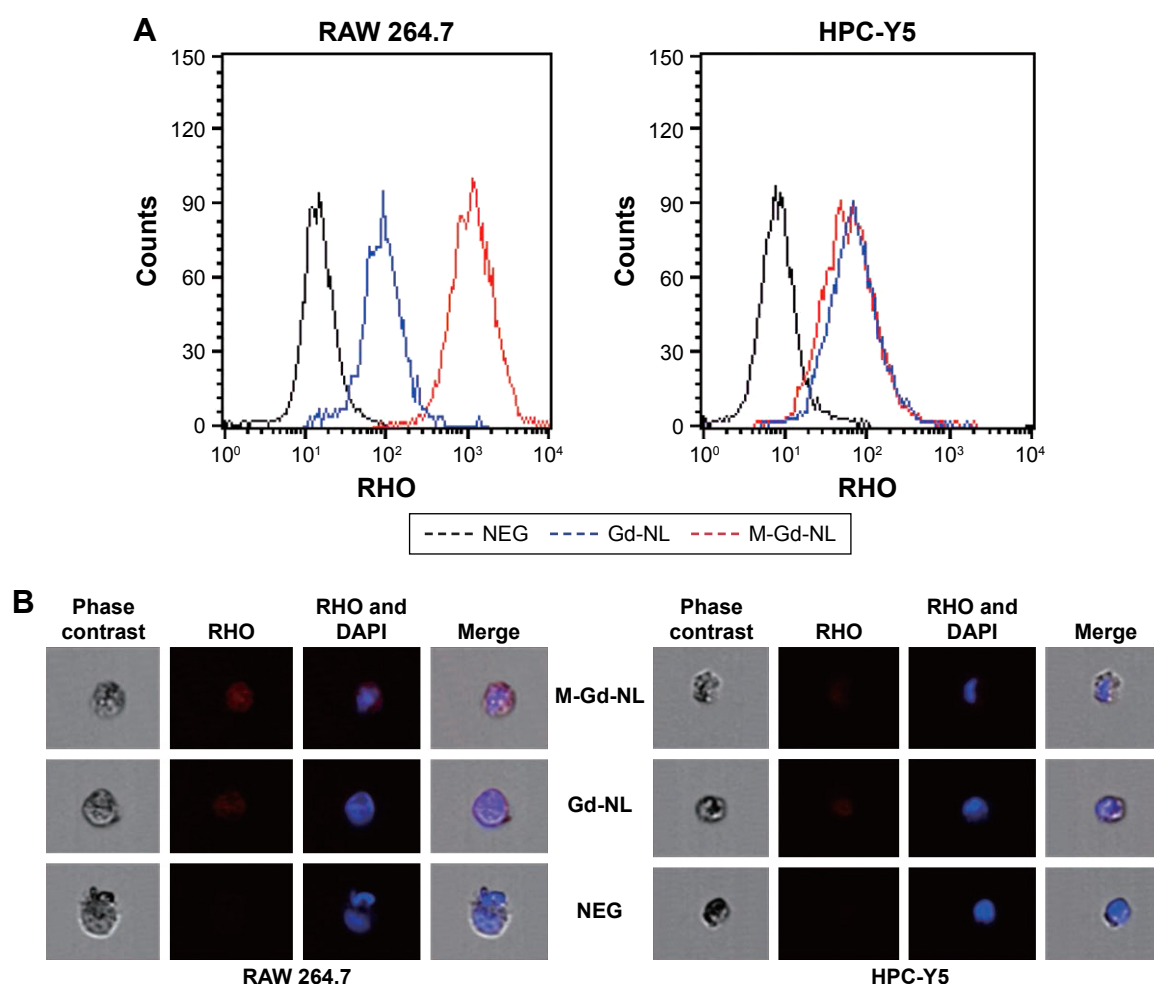 A
RAW 264.7
HPC-Y5
150
120
90
60
30
0
Counts
10⁰ 10¹ 10² 10³ 10⁴
RHO
150
120
90
60
30
0
Counts
10⁰ 10¹ 10² 10³ 10⁴
RHO
NEG Gd-NL M-Gd-NL
B
Phase
contrast
RHO
RHO and
DAPI
Merge
Phase
contrast
RHO
RHO and
DAPI
Merge
M-Gd-NL
Gd-NL
NEG
RAW 264.7
HPC-Y5